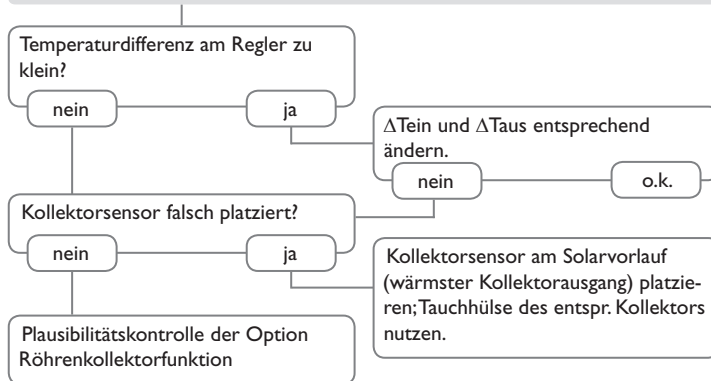 Temperaturdifferenz am Regler zu
klein?
nein
ja
ΔTein und ΔTaus entsprechend
ändern.
nein
o.k.
Kollektorsensor falsch platziert?
nein
ja
Kollektorsensor am Solarvorlauf
(wärmster Kollektorausgang) platzie-
ren; Tauchhülse des entspr. Kollektors
nutzen.
Plausibilitätskontrolle der Option
Röhrenkollektorfunktion